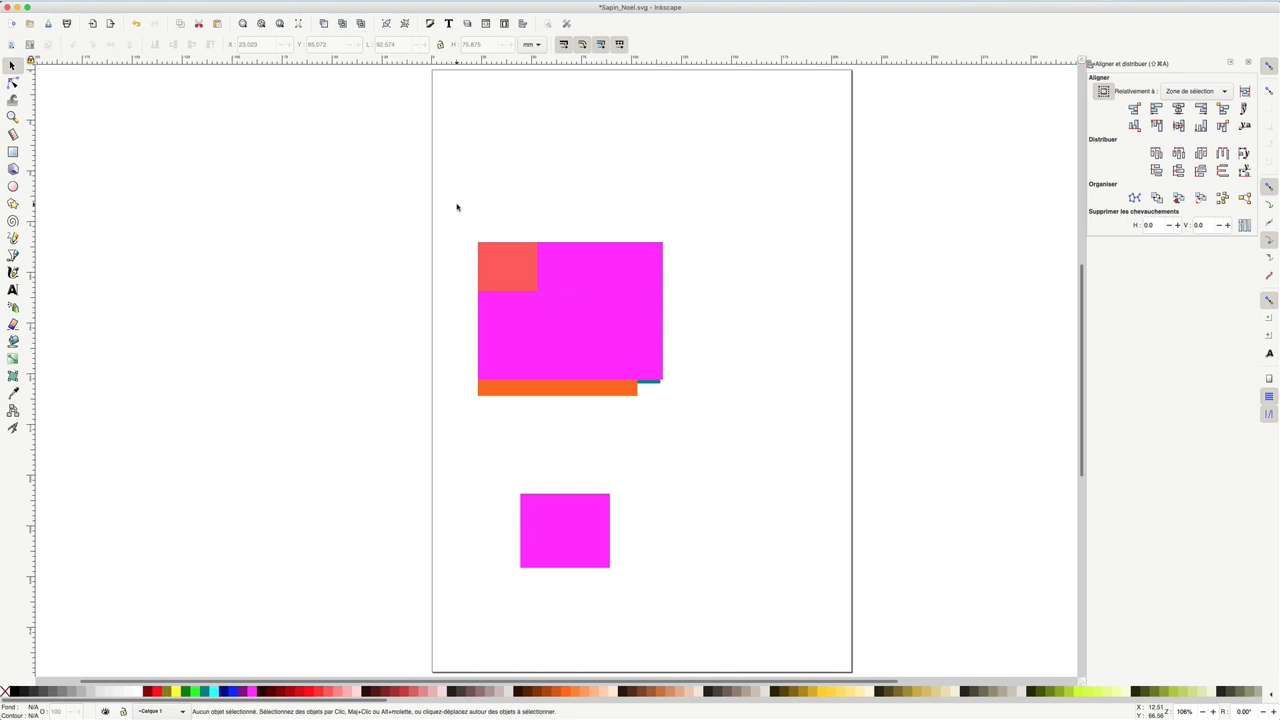 *Sapin_Noel.svg - Inkscape
X : 23.023 − + Y : 85.072 − + L : 92.574 − + H : 75.875 − + mm
Aligner et distribuer (⇧⌘A)
Aligner
Relativement à : Zone de sélection
Distribuer
Organiser
Supprimer les chevauchements
H : 0.0 − + V : 0.0 − +
Fond : N/A
Contour : N/A
O : 100
•Calque 1
Aucun objet sélectionné. Sélectionnez des objets par Clic, Maj+Clic ou Alt+molette, ou cliquez-déplacez autour des objets à sélectionner.
X : 12.51
Y : 66.56
Z : 106% − +
R : 0.00° − +